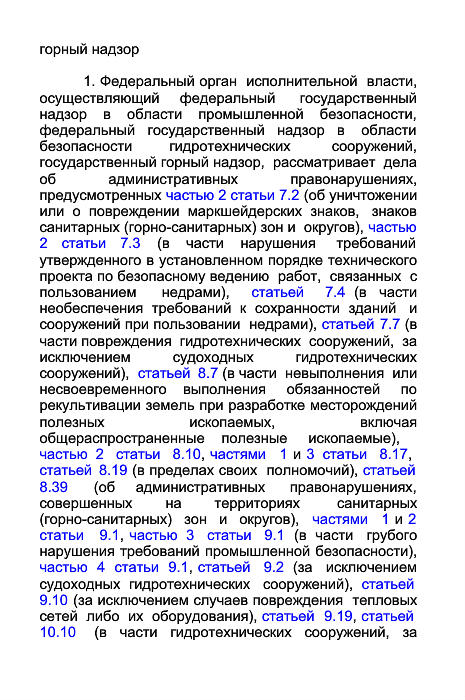 горный надзор
1. Федеральный орган исполнительной власти,
осуществляющий федеральный государственный
надзор в области промышленной безопасности,
федеральный государственный надзор в области
безопасности гидротехнических сооружений,
государственный горный надзор, рассматривает дела
об административных правонарушениях,
предусмотренных частью 2 статьи 7.2 (об уничтожении
или о повреждении маркшейдерских знаков, знаков
санитарных (горно-санитарных) зон и округов), частью
2 статьи 7.3 (в части нарушения требований
утвержденного в установленном порядке технического
проекта по безопасному ведению работ, связанных с
пользованием недрами), статьей 7.4 (в части
необеспечения требований к сохранности зданий и
сооружений при пользовании недрами), статьей 7.7 (в
части повреждения гидротехнических сооружений, за
исключением судоходных гидротехнических
сооружений), статьей 8.7 (в части невыполнения или
несвоевременного выполнения обязанностей по
рекультивации земель при разработке месторождений
полезных ископаемых, включая
общераспространенные полезные ископаемые),
частью 2 статьи 8.10, частями 1 и 3 статьи 8.17,
статьей 8.19 (в пределах своих полномочий), статьей
8.39 (об административных правонарушениях,
совершенных на территориях санитарных
(горно-санитарных) зон и округов), частями 1 и 2
статьи 9.1, частью 3 статьи 9.1 (в части грубого
нарушения требований промышленной безопасности),
частью 4 статьи 9.1, статьей 9.2 (за исключением
судоходных гидротехнических сооружений), статьей
9.10 (за исключением случаев повреждения тепловых
сетей либо их оборудования), статьей 9.19, статьей
10.10 (в части гидротехнических сооружений, за